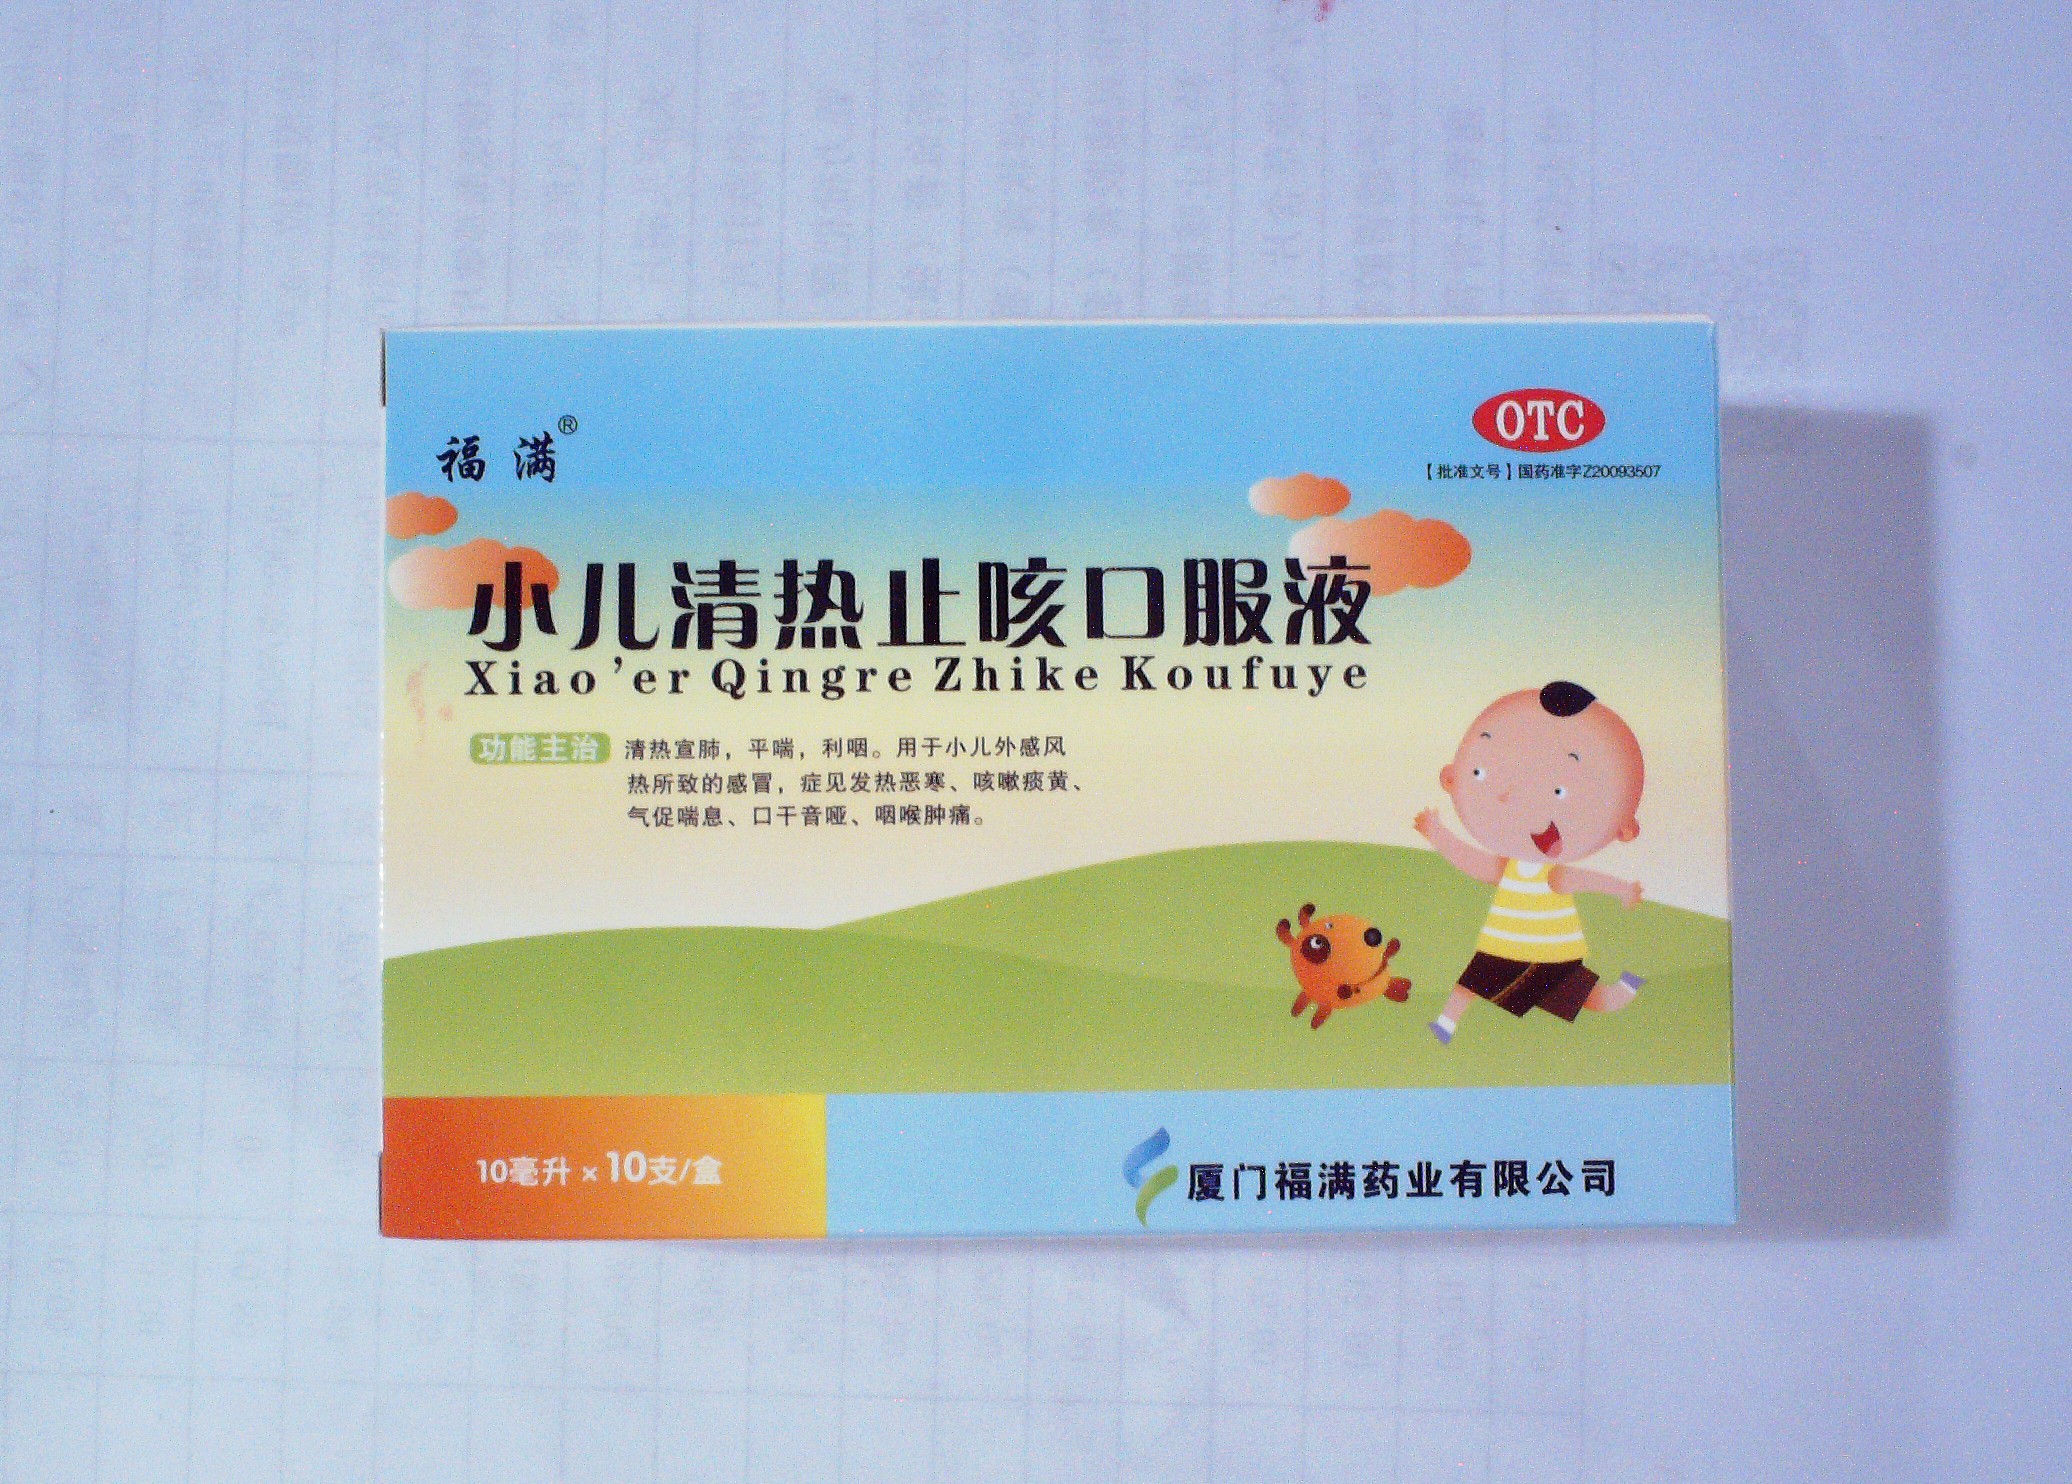 福满®
OTC
【批准文号】国药准字Z20093507
小儿清热止咳口服液
Xiao'er Qingre Zhike Koufuye
功能主治 清热宣肺，平喘，利咽。用于小儿外感风
热所致的感冒，症见发热恶寒、咳嗽痰黄、
气促喘息、口干音哑、咽喉肿痛。
10毫升×10支/盒
厦门福满药业有限公司